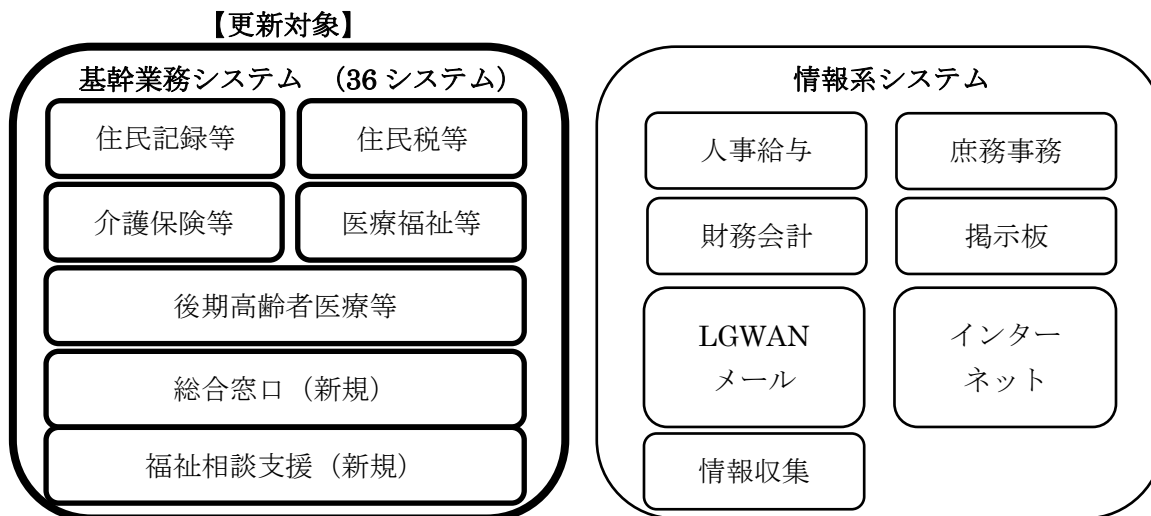 【更新対象】
基幹業務システム （36 システム）
住民記録等
住民税等
介護保険等
医療福祉等
後期高齢者医療等
総合窓口（新規）
福祉相談支援（新規）
情報系システム
人事給与
庶務事務
財務会計
掲示板
LGWAN
メール
インター
ネット
情報収集